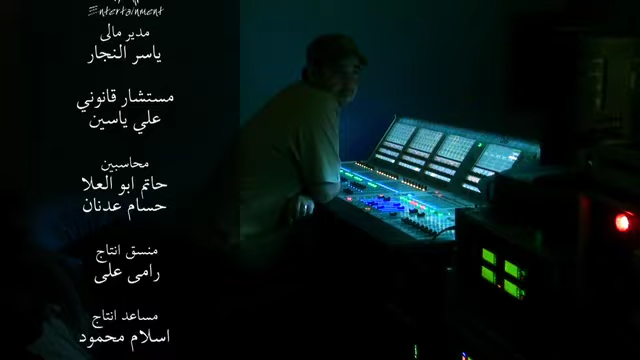 Entertainment
مدير مالى
ياسر النجار
مستشار قانوني
علي ياسين
محاسبين
حاتم ابو العلا
حسام عدنان
منسق انتاج
رامى على
مساعد انتاج
اسلام محمود